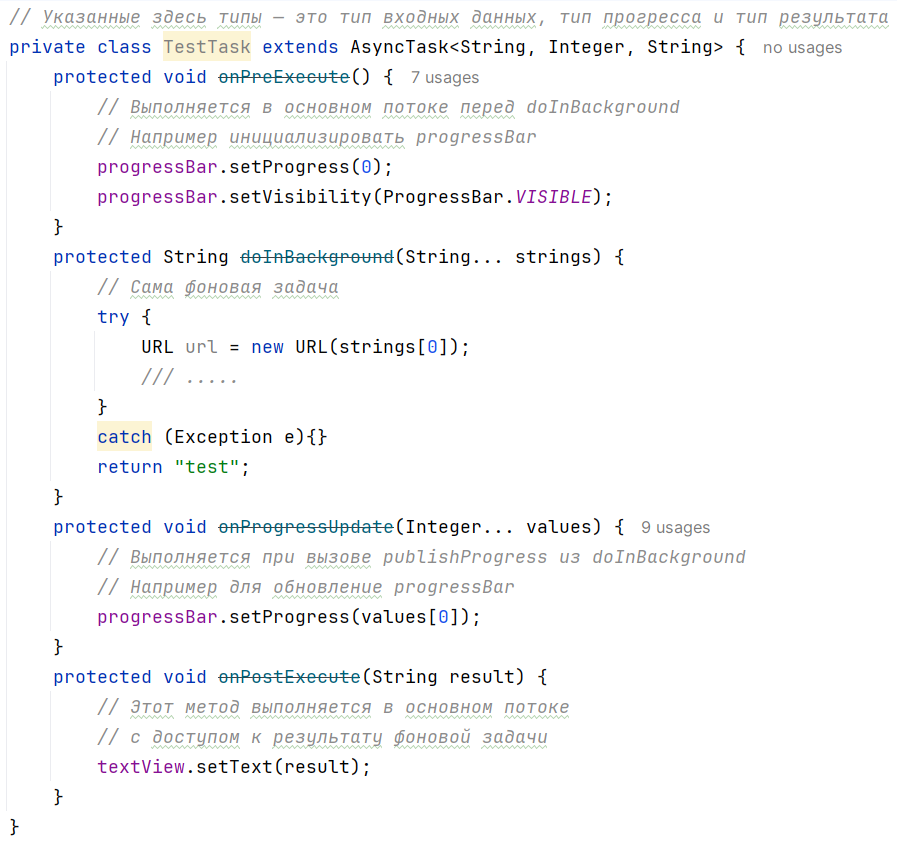 // Указанные здесь типы — это тип входных данных, тип прогресса и тип результата
private class TestTask extends AsyncTask<String, Integer, String> { no usages
    protected void onPreExecute() { 7 usages
        // Выполняется в основном потоке перед doInBackground
        // Например инициализировать progressBar
        progressBar.setProgress(0);
        progressBar.setVisibility(ProgressBar.VISIBLE);
    }
    protected String doInBackground(String... strings) {
        // Сама фоновая задача
        try {
            URL url = new URL(strings[0]);
            /// .....
        }
        catch (Exception e){}
        return "test";
    }
    protected void onProgressUpdate(Integer... values) { 9 usages
        // Выполняется при вызове publishProgress из doInBackground
        // Например для обновление progressBar
        progressBar.setProgress(values[0]);
    }
    protected void onPostExecute(String result) {
        // Этот метод выполняется в основном потоке
        // с доступом к результату фоновой задачи
        textView.setText(result);
    }
}